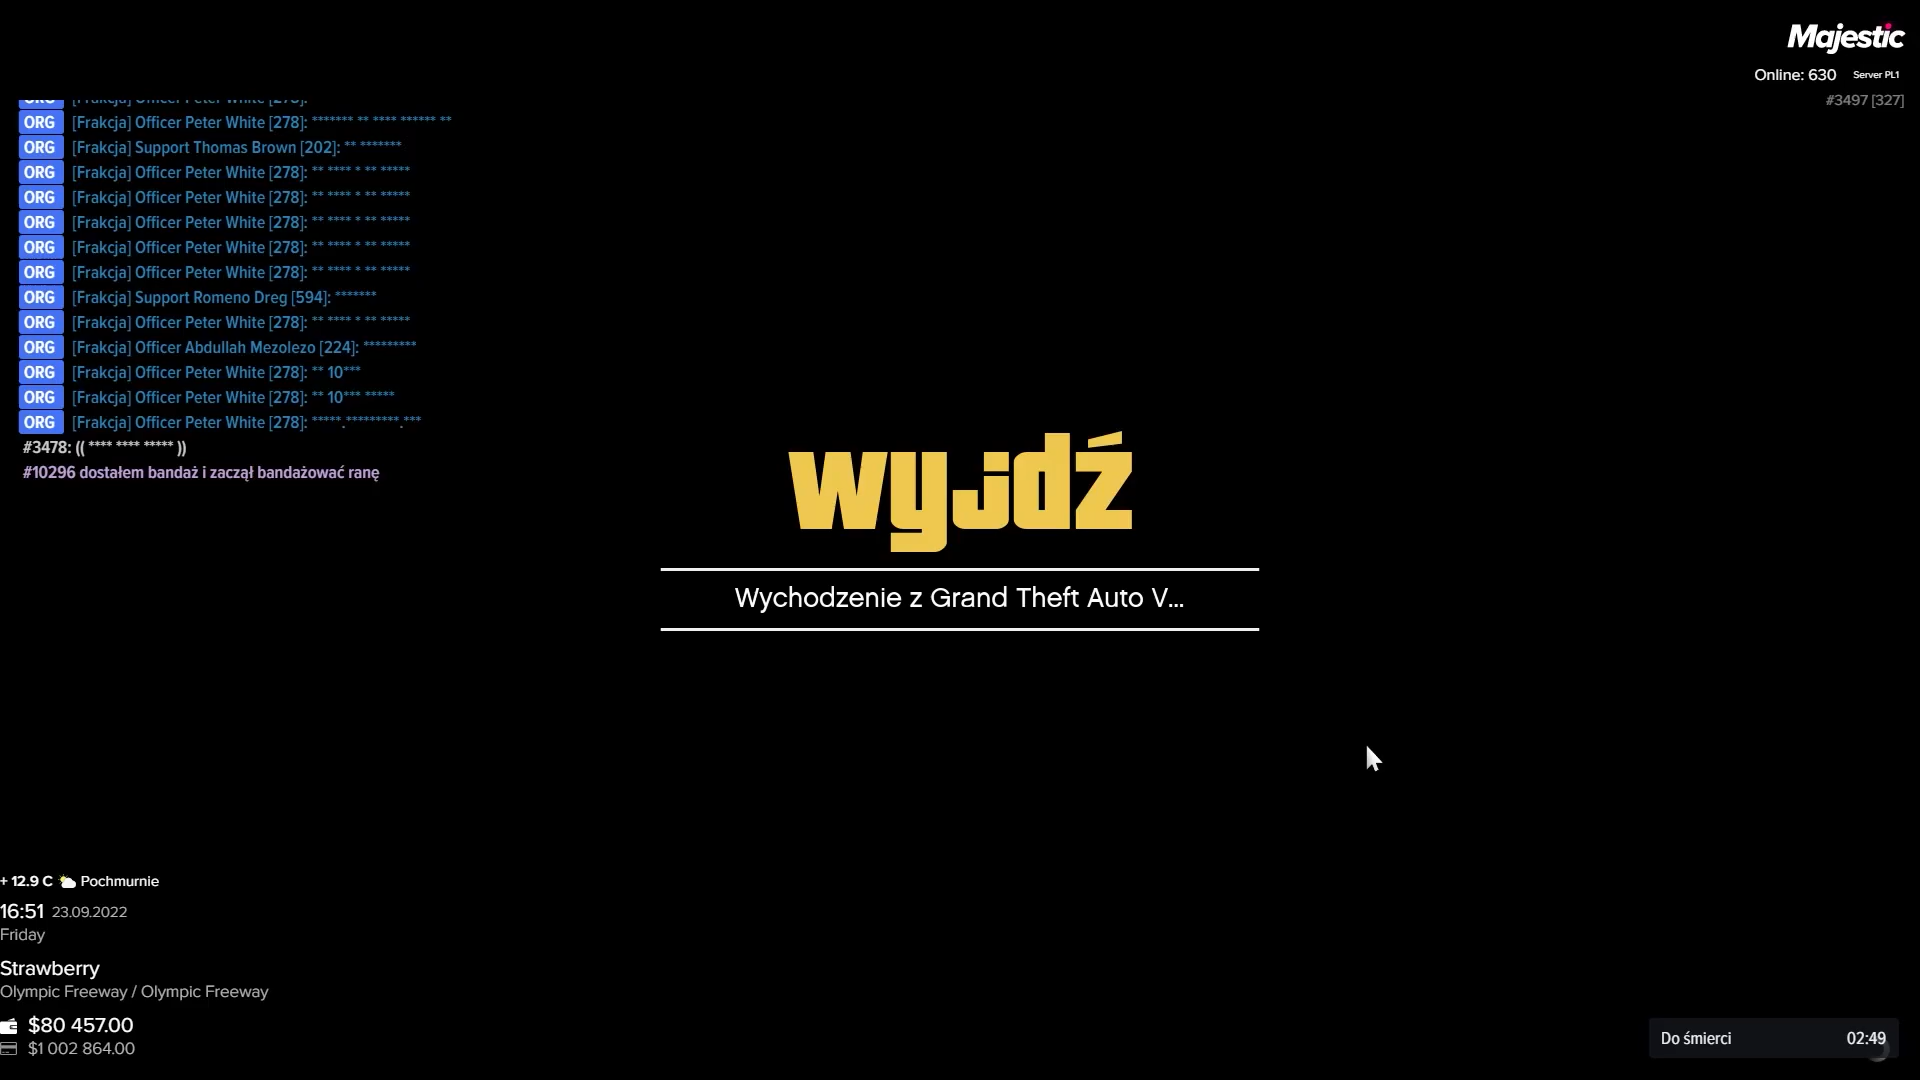 Majestic
Online: 630 Server PL1
#3497 [327]
ORG [Frakcja] Officer Peter White [278]:
ORG [Frakcja] Officer Peter White [278]: ******* ** **** ****** **
ORG [Frakcja] Support Thomas Brown [202]: ** *******
ORG [Frakcja] Officer Peter White [278]: ** **** * ** *****
ORG [Frakcja] Officer Peter White [278]: ** **** * ** *****
ORG [Frakcja] Officer Peter White [278]: ** **** * ** *****
ORG [Frakcja] Officer Peter White [278]: ** **** * ** *****
ORG [Frakcja] Officer Peter White [278]: ** **** * ** *****
ORG [Frakcja] Support Romeno Dreg [594]: *******
ORG [Frakcja] Officer Peter White [278]: ** **** * ** *****
ORG [Frakcja] Officer Abdullah Mezolezo [224]: *********
ORG [Frakcja] Officer Peter White [278]: ** 10***
ORG [Frakcja] Officer Peter White [278]: ** 10*** *****
ORG [Frakcja] Officer Peter White [278]: *****.*********.***
#3478: (( **** **** ***** ))
#10296 dostałem bandaż i zaczął bandażować ranę
wyjdź
Wychodzenie z Grand Theft Auto V...
+ 12.9 C Pochmurnie
16:51 23.09.2022
Friday
Strawberry
Olympic Freeway / Olympic Freeway
$80 457.00
$1 002 864.00
Do śmierci 02:49